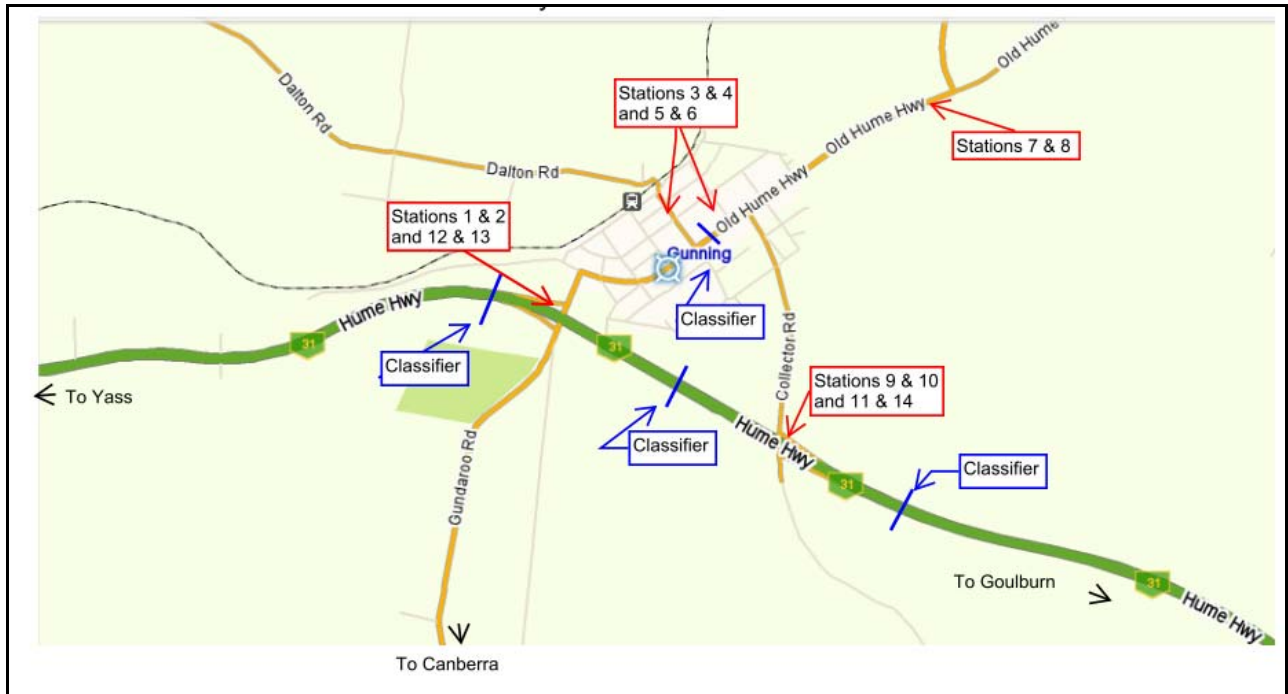 Old Hume
Dalton Rd
Stations 3 & 4
and 5 & 6
Old Hume Hwy
Stations 7 & 8
Dalton Rd
Stations 1 & 2
and 12 & 13
Old Hume Hwy
Gunning
Hume Hwy
Classifier
31
31
Classifier
Collector Rd
Stations 9 & 10
and 11 & 14
To Yass
Classifier
Hume Hwy
Classifier
31
Gundaroo Rd
To Goulburn
31
Hume Hwy
To Canberra